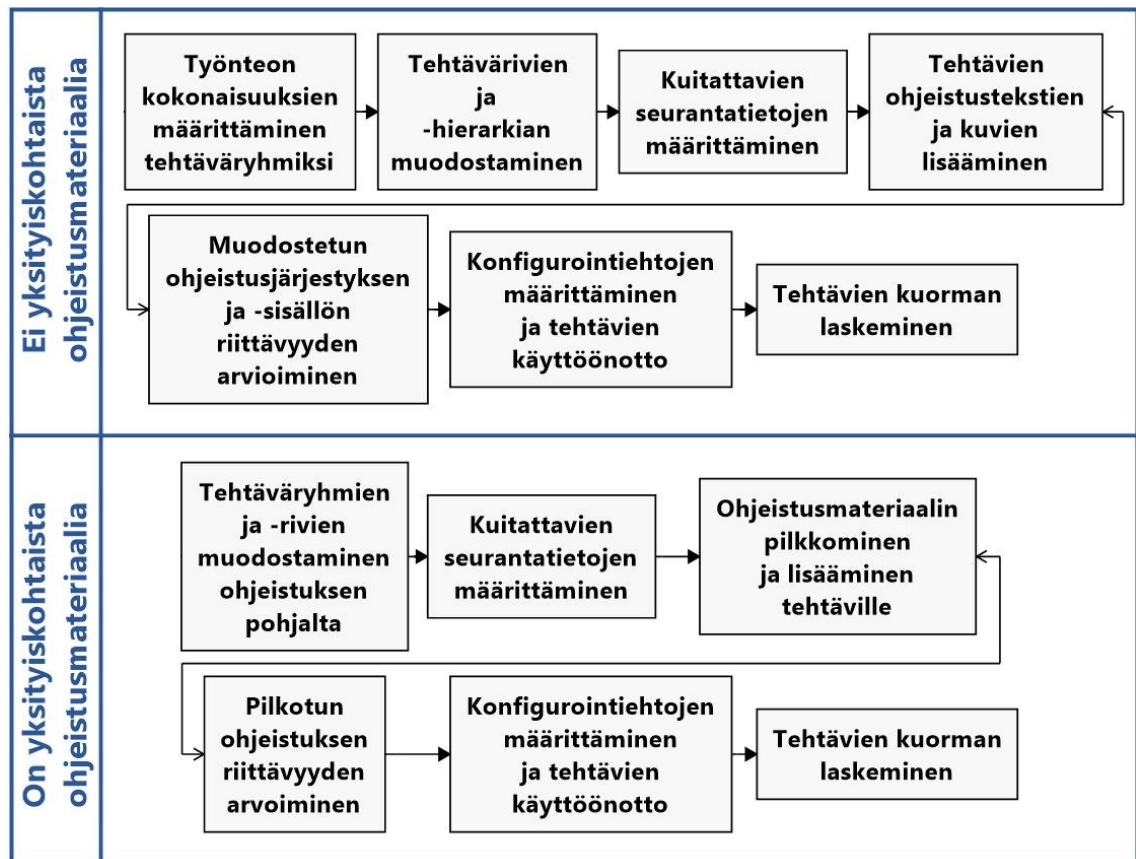 Ei yksityiskohtaista
ohjeistusmateriaalia
Työnteon
kokonaisuuksien
määrittäminen
tehtäväryhmiksi
Tehtävärivien
ja
-hierarkian
muodostaminen
Kuitattavien
seurantatietojen
määrittäminen
Tehtävien
ohjeistustekstien
ja kuvien
lisääminen
Muodostetun
ohjeistusjärjestyksen
ja -sisällön
riittävyyden
arvioiminen
Konfigurointiehtojen
määrittäminen
ja tehtävien
käyttöönotto
Tehtävien kuorman
laskeminen
On yksityiskohtaista
ohjeistusmateriaalia
Tehtäväryhmien
ja -rivien
muodostaminen
ohjeistuksen
pohjalta
Kuitattavien
seurantatietojen
määrittäminen
Ohjeistusmateriaalin
pilkkominen
ja lisääminen
tehtäville
Pilkotun
ohjeistuksen
riittävyyden
arvoiminen
Konfigurointiehtojen
määrittäminen
ja tehtävien
käyttöönotto
Tehtävien kuorman
laskeminen